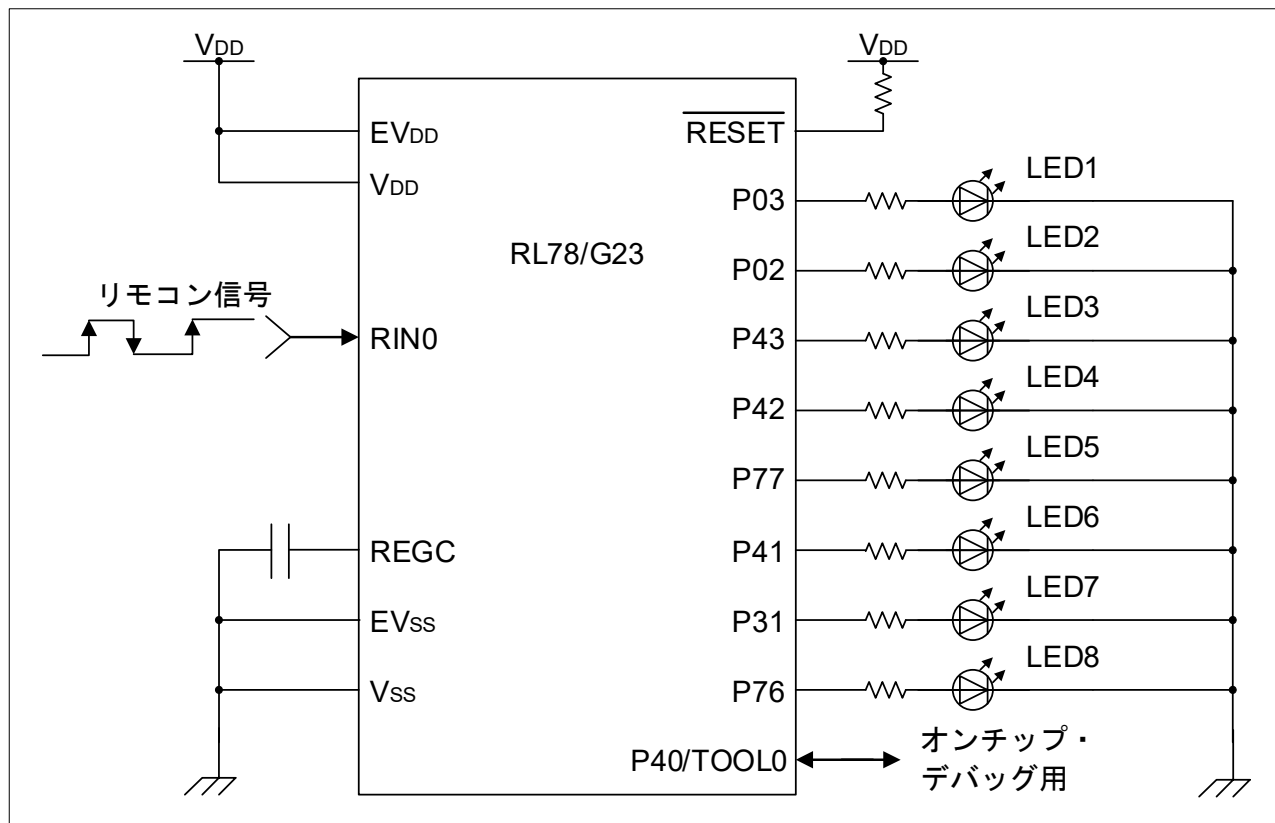 VDD
VDD
EVDD
VDD
RL78/G23
リモコン信号
RIN0
REGC
EVSS
VSS
RESET
P03
P02
P43
P42
P77
P41
P31
P76
P40/TOOL0
LED1
LED2
LED3
LED4
LED5
LED6
LED7
LED8
オンチップ・
デバッグ用